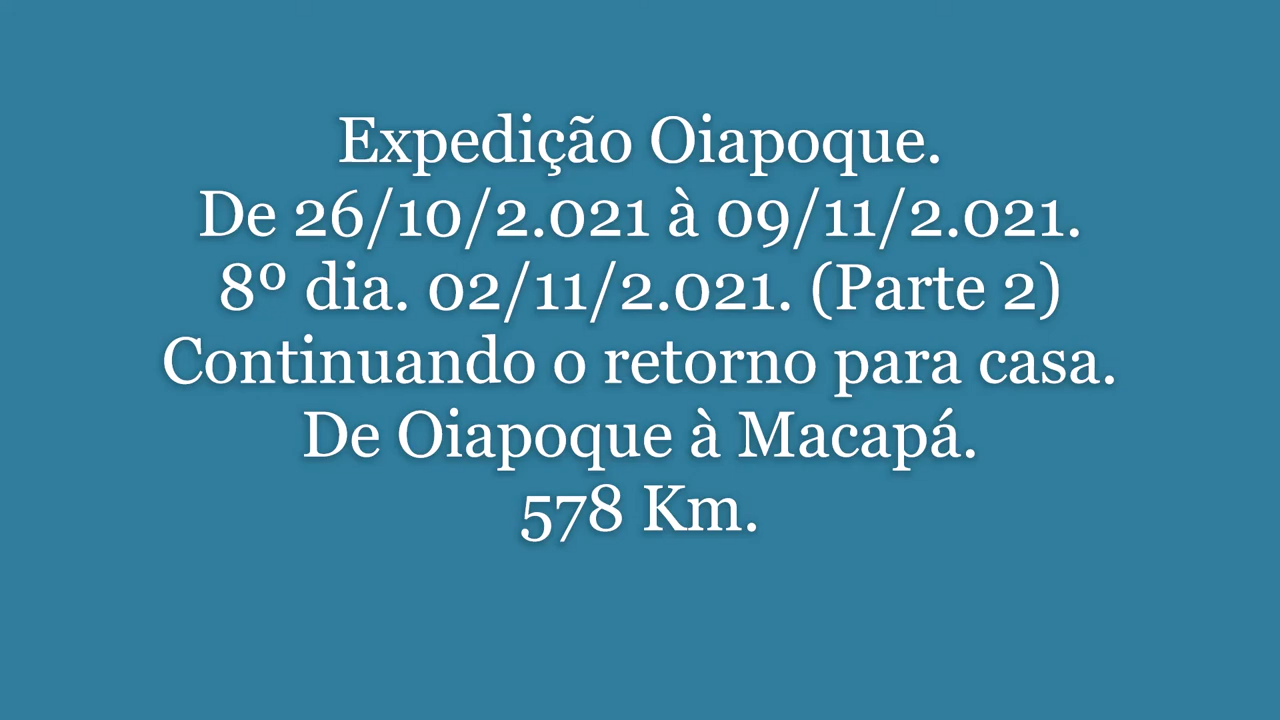 Expedição Oiapoque.
De 26/10/2.021 à 09/11/2.021.
8º dia. 02/11/2.021. (Parte 2)
Continuando o retorno para casa.
De Oiapoque à Macapá.
578 Km.